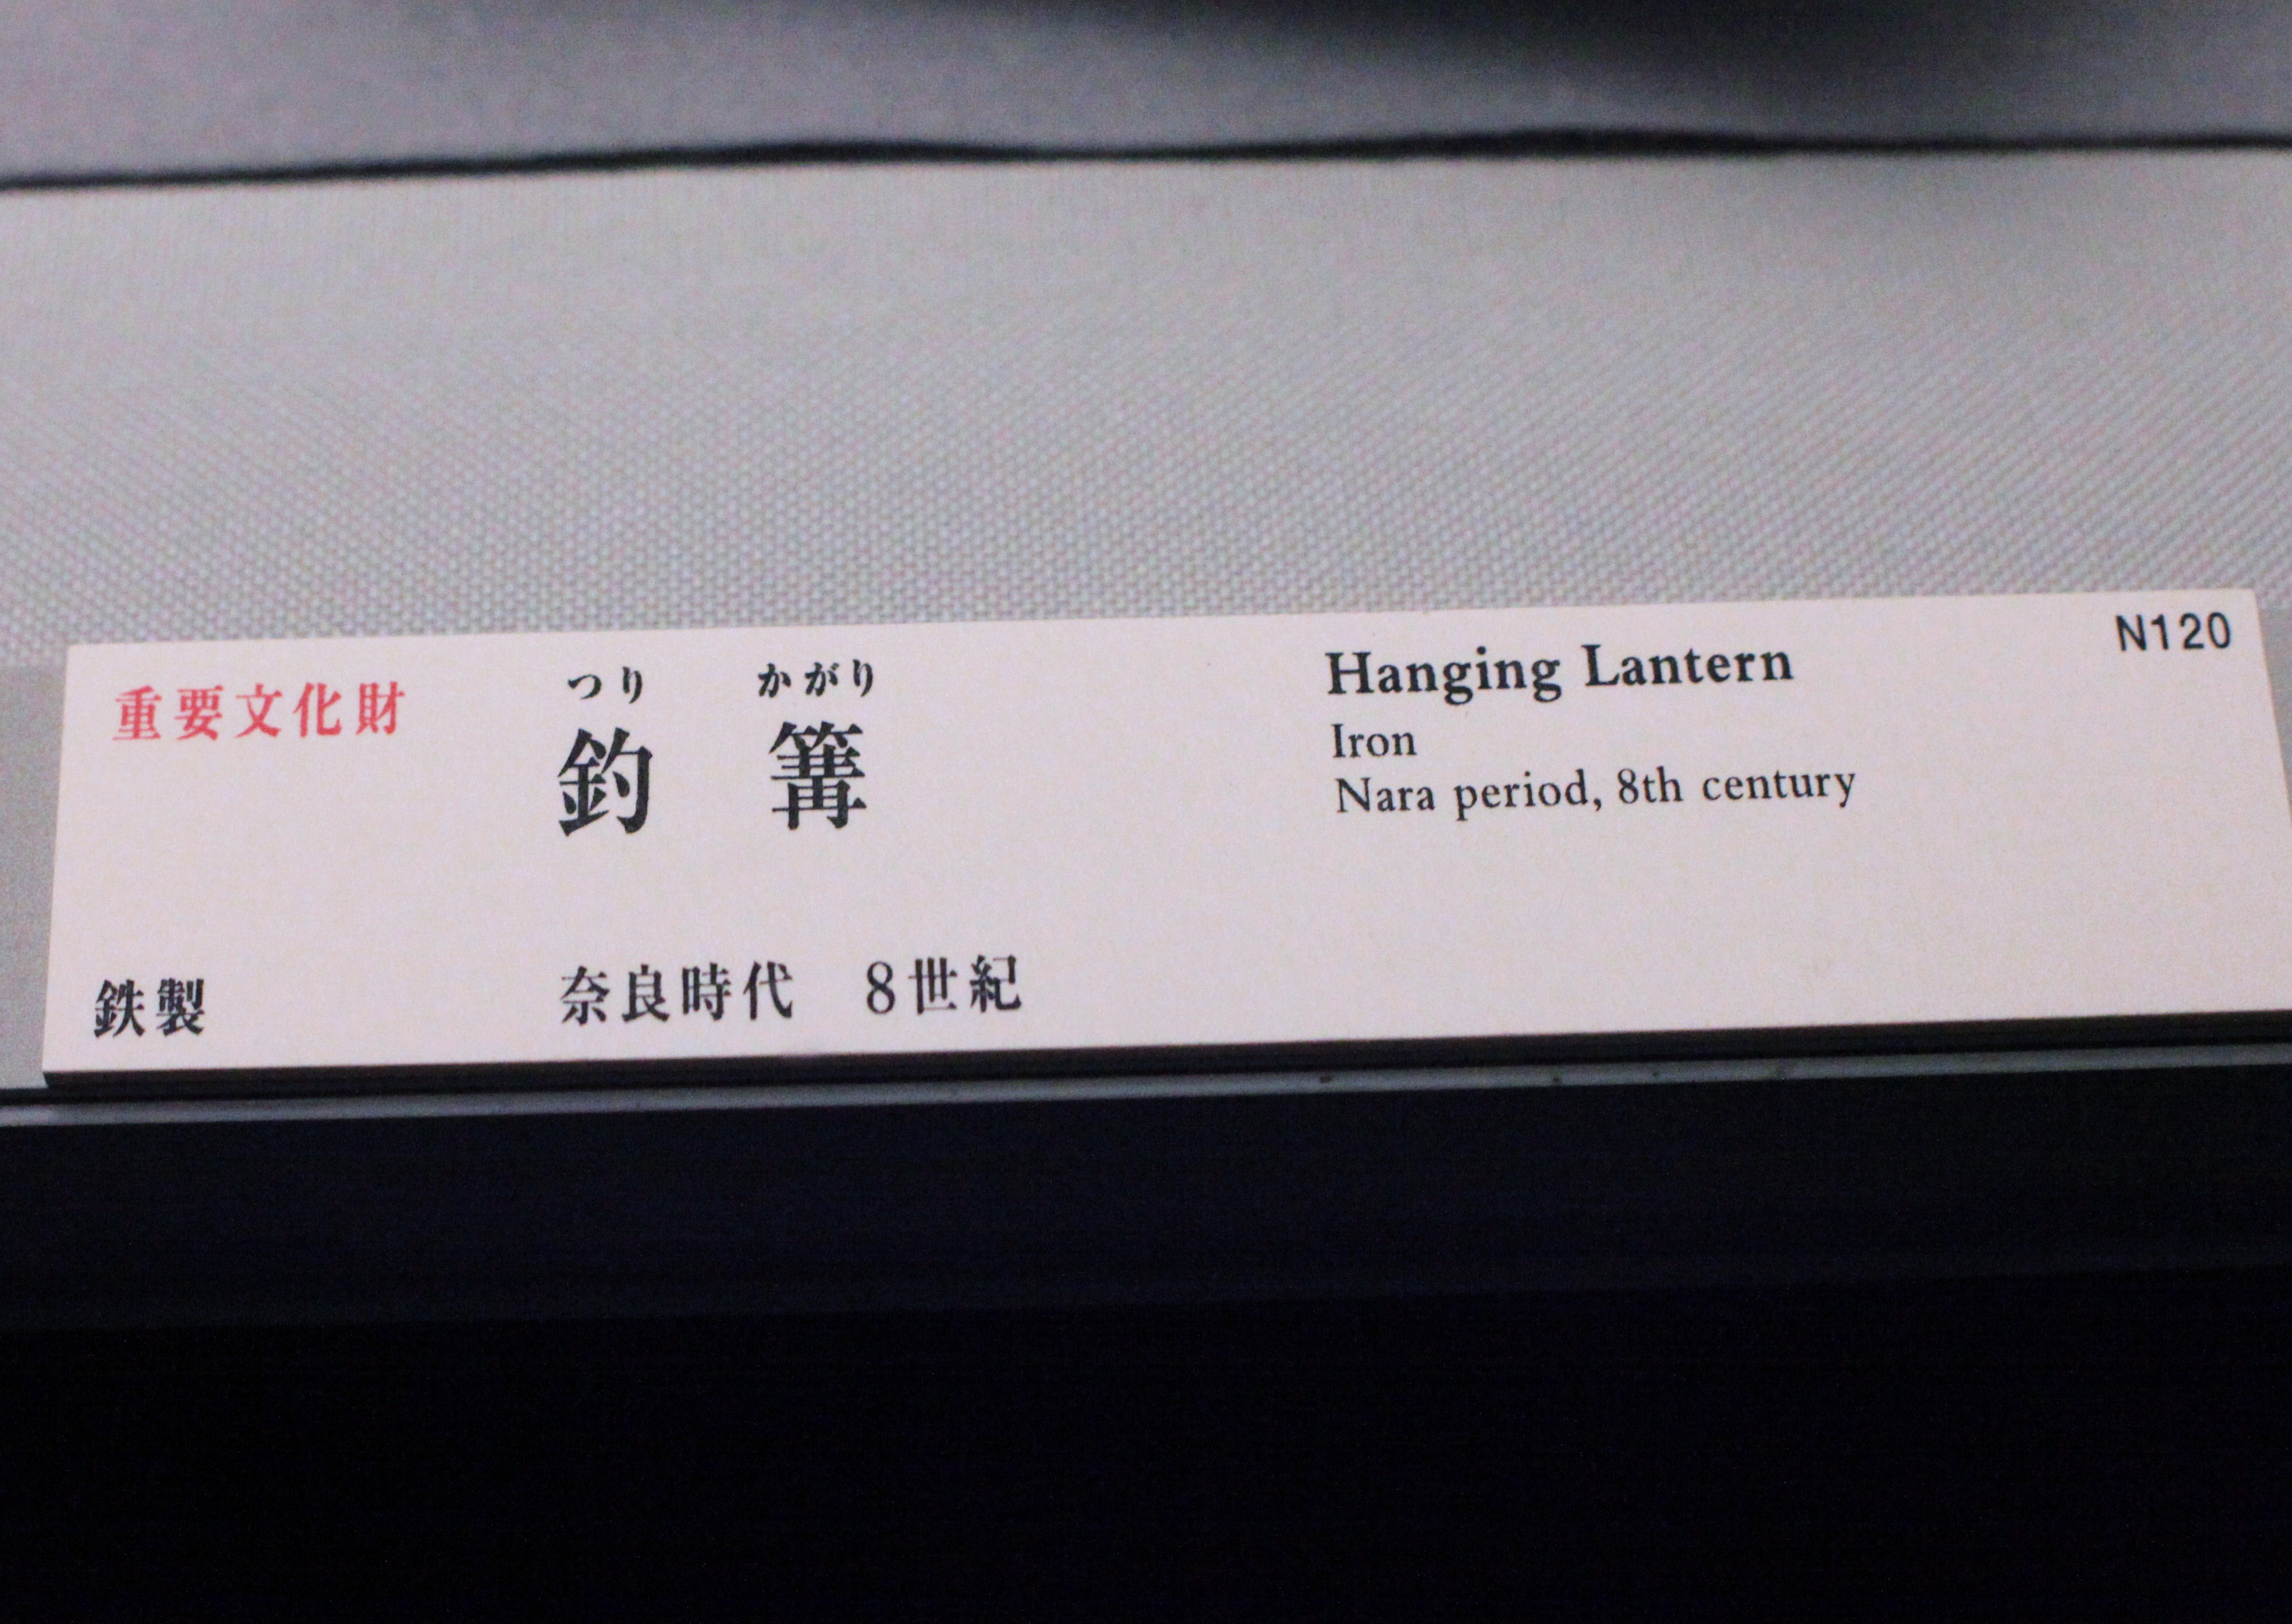 重要文化財
つり かがり
釣 篝
鉄製
奈良時代 8世紀
Hanging Lantern
Iron
Nara period, 8th century
N120